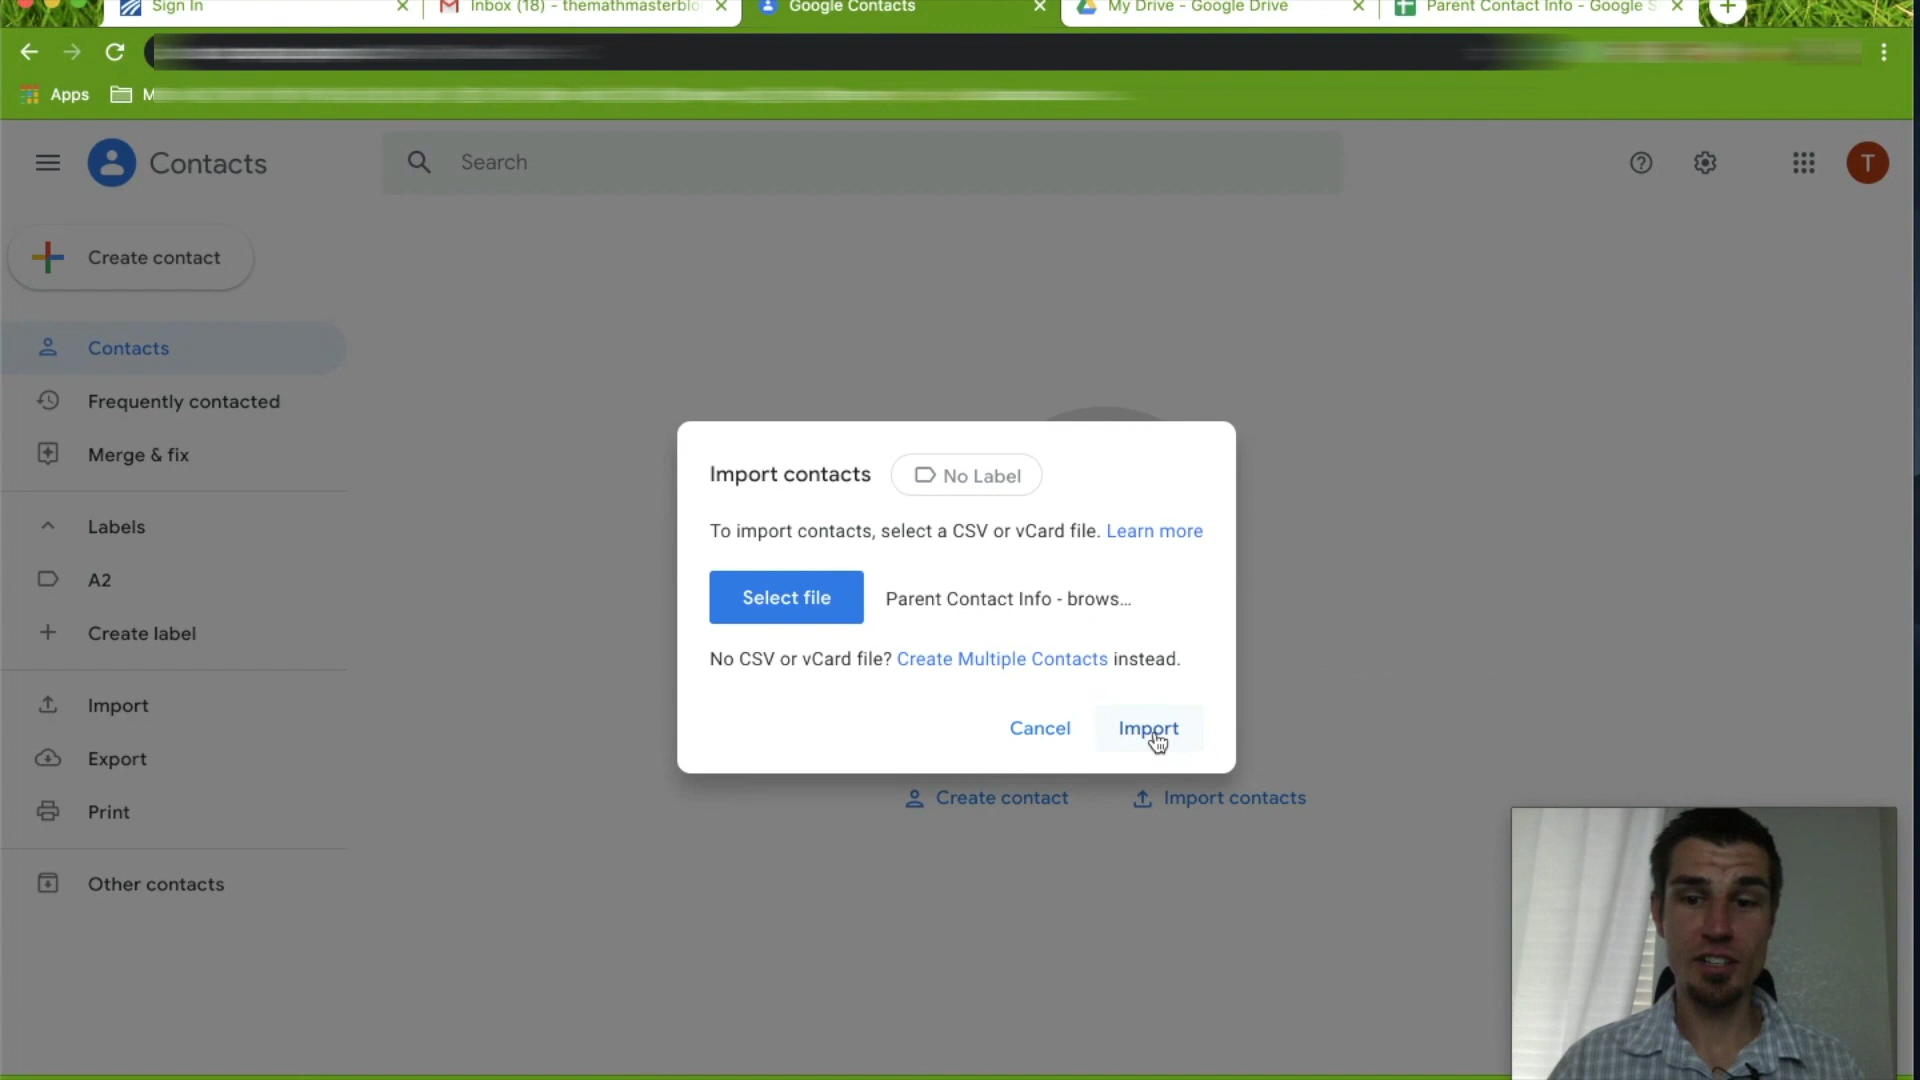 Sign In
Inbox (18) - themathmasterblo
Google Contacts
My Drive - Google Drive
Parent Contact Info - Google S
Apps
M
Contacts
Search
T
Create contact
Contacts
Frequently contacted
Merge & fix
Labels
A2
Create label
Import
Export
Print
Other contacts
Import contacts
No Label
To import contacts, select a CSV or vCard file. Learn more
Select file
Parent Contact Info - brows...
No CSV or vCard file? Create Multiple Contacts instead.
Cancel
Import
Create contact
Import contacts